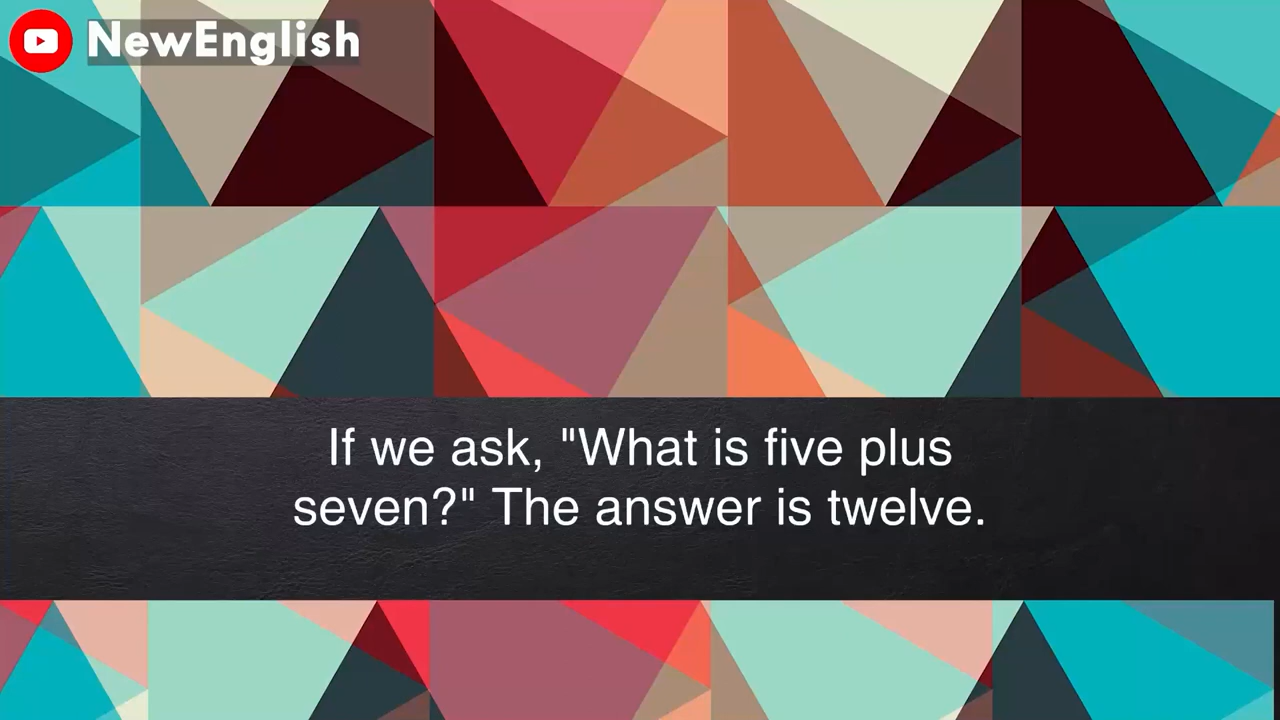 NewEnglish
If we ask, "What is five plus
seven?" The answer is twelve.